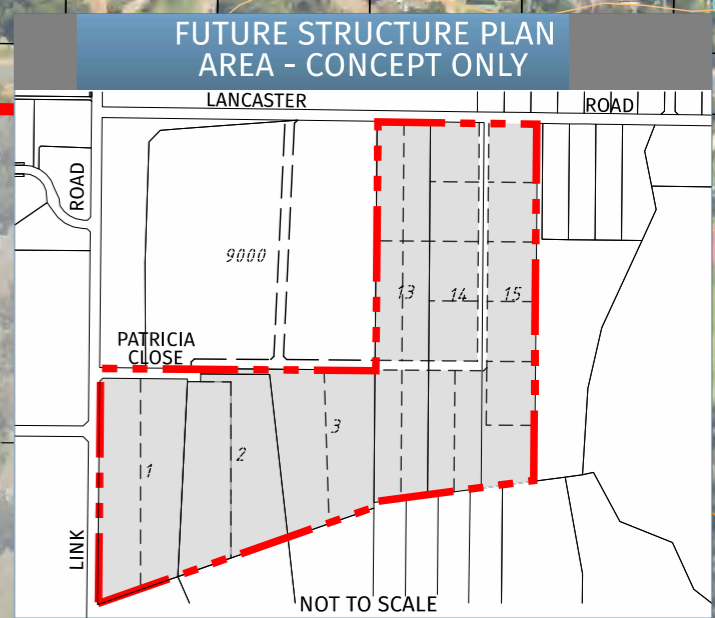 FUTURE STRUCTURE PLAN
AREA - CONCEPT ONLY
LANCASTER ROAD
ROAD
9000
13 14 15
PATRICIA
CLOSE
1 2 3
LINK
NOT TO SCALE